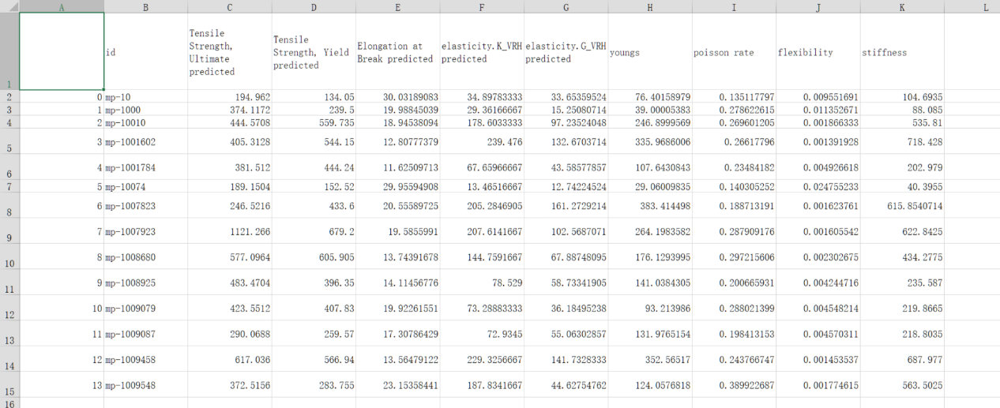 A B C D E F G H I J K L
1 id Tensile Strength, Ultimate predicted Tensile Strength, Yield predicted Elongation at Break predicted elasticity.K_VRH predicted elasticity.G_VRH predicted youngs poisson rate flexibility stiffness
2 0 mp-10 194.962 134.05 30.03189083 34.89783333 33.65359524 76.40158979 0.135117797 0.009551691 104.6935
3 1 mp-1000 374.1172 239.5 19.98845039 29.36166667 15.25080714 39.00005383 0.278622615 0.011352671 88.085
4 2 mp-10010 444.5708 559.735 18.94538094 178.6033333 97.23524048 246.8999569 0.269601205 0.001866333 535.81
5 3 mp-1001602 405.3128 544.15 12.80777379 239.476 132.6703714 335.9686006 0.26617796 0.001391928 718.428
6 4 mp-1001784 381.512 444.24 11.62509713 67.65966667 43.58577857 107.6430843 0.23484182 0.004926618 202.979
7 5 mp-10074 189.1504 152.52 29.95594908 13.46516667 12.74224524 29.06009835 0.140305252 0.024755233 40.3955
8 6 mp-1007823 246.5216 433.6 20.55589725 205.2846905 161.2729214 383.414498 0.188713191 0.001623761 615.8540714
9 7 mp-1007923 1121.266 679.2 19.5855991 207.6141667 102.5687071 264.1983582 0.287909176 0.001605542 622.8425
10 8 mp-1008680 577.0964 605.905 13.74391678 144.7591667 67.88748095 176.1293995 0.297215606 0.002302675 434.2775
11 9 mp-1008925 483.4704 396.35 14.11456776 78.529 58.73341905 141.0384305 0.200665931 0.004244716 235.587
12 10 mp-1009079 423.5512 407.83 19.92261551 73.28883333 36.18495238 93.213986 0.288021399 0.004548214 219.8665
13 11 mp-1009087 290.0688 259.57 17.30786429 72.9345 55.06302857 131.9765154 0.198413153 0.004570311 218.8035
14 12 mp-1009458 617.036 566.94 13.56479122 229.3256667 141.7328333 352.56517 0.243766747 0.001453537 687.977
15 13 mp-1009548 372.5156 283.755 23.15358441 187.8341667 44.62754762 124.0576818 0.389922687 0.001774615 563.5025
16